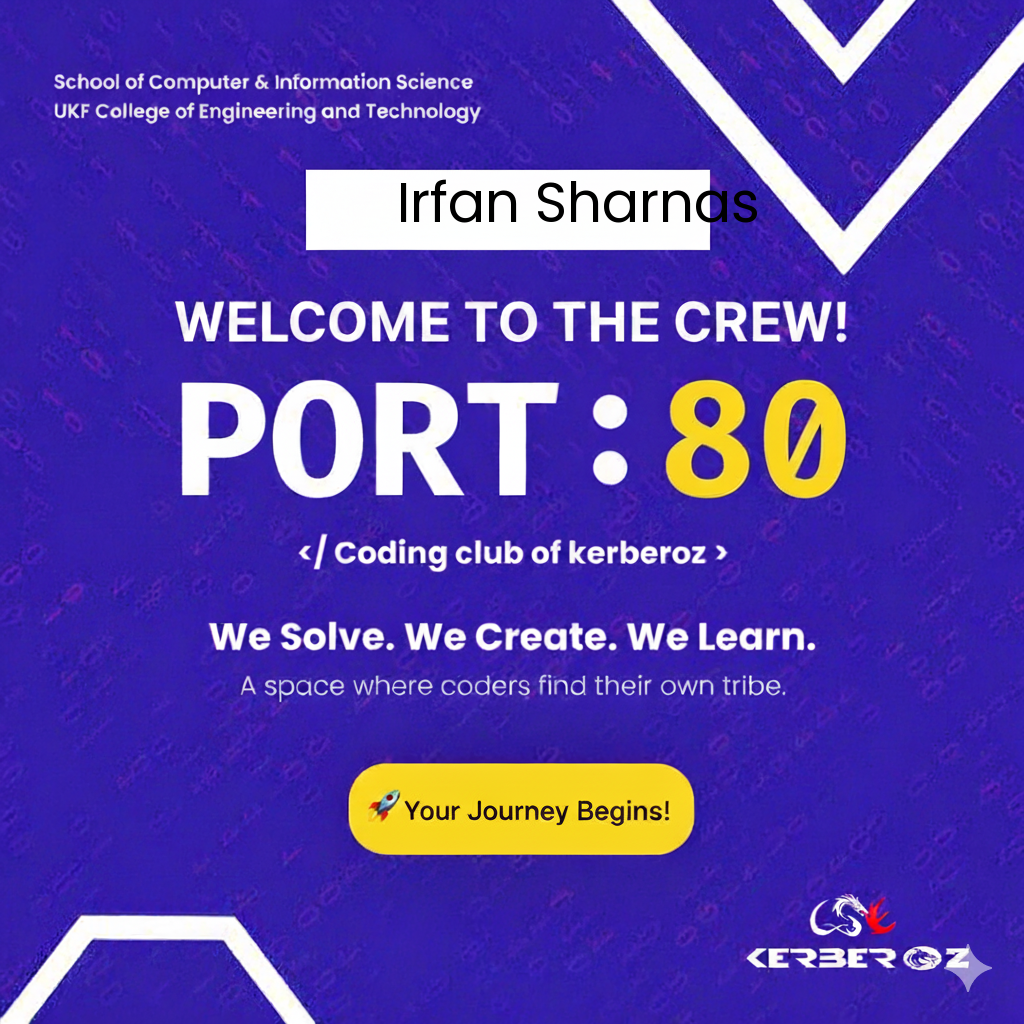 School of Computer & Information Science
UKF College of Engineering and Technology
Irfan Sharnas
WELCOME TO THE CREW!
PORT:80
</ Coding club of kerberoz >
We Solve. We Create. We Learn.
A space where coders find their own tribe.
🚀Your Journey Begins!
KERBEROZ